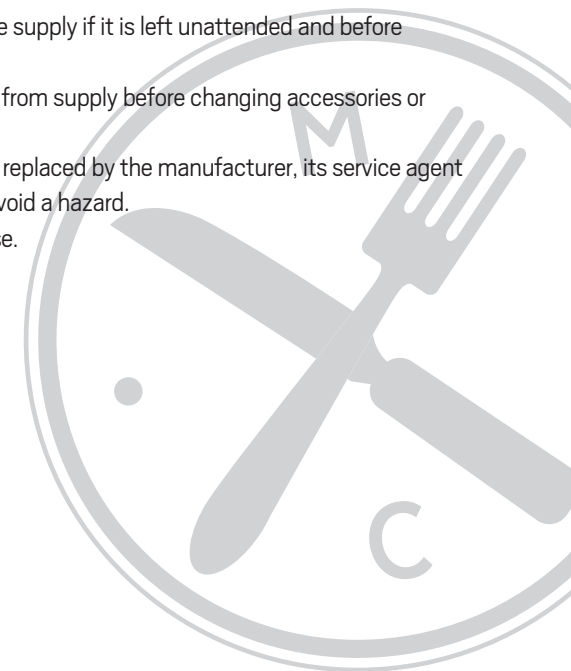 supply if it is left unattended and before
from supply before changing accessories or
M
replaced by the manufacturer, its service agent
void a hazard.
C